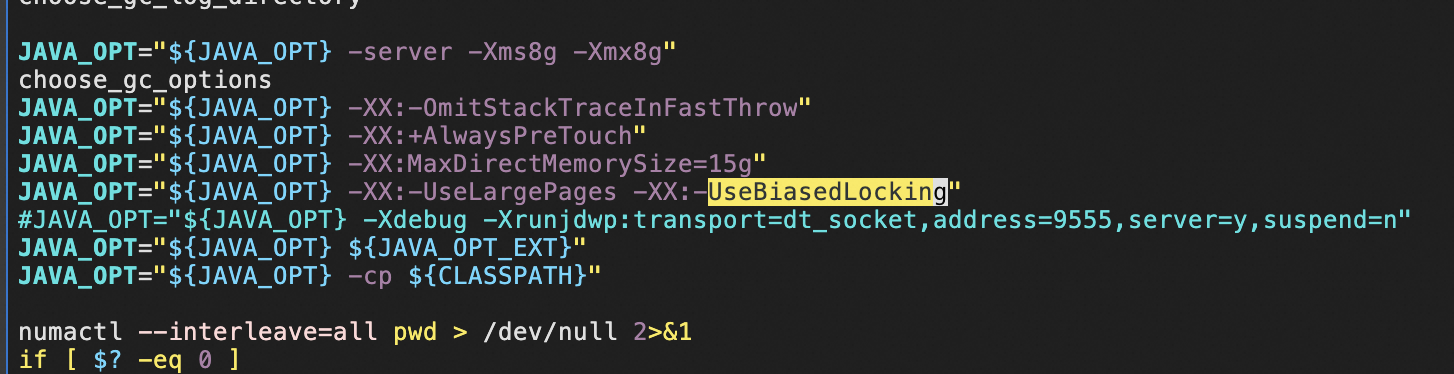 choose_gc_log_directory
JAVA_OPT="${JAVA_OPT} -server -Xms8g -Xmx8g"
choose_gc_options
JAVA_OPT="${JAVA_OPT} -XX:-OmitStackTraceInFastThrow"
JAVA_OPT="${JAVA_OPT} -XX:+AlwaysPreTouch"
JAVA_OPT="${JAVA_OPT} -XX:MaxDirectMemorySize=15g"
JAVA_OPT="${JAVA_OPT} -XX:-UseLargePages -XX:-UseBiasedLocking"
#JAVA_OPT="${JAVA_OPT} -Xdebug -Xrunjdwp:transport=dt_socket,address=9555,server=y,suspend=n"
JAVA_OPT="${JAVA_OPT} ${JAVA_OPT_EXT}"
JAVA_OPT="${JAVA_OPT} -cp ${CLASSPATH}"
numactl --interleave=all pwd > /dev/null 2>&1
if [ $? -eq 0 ]